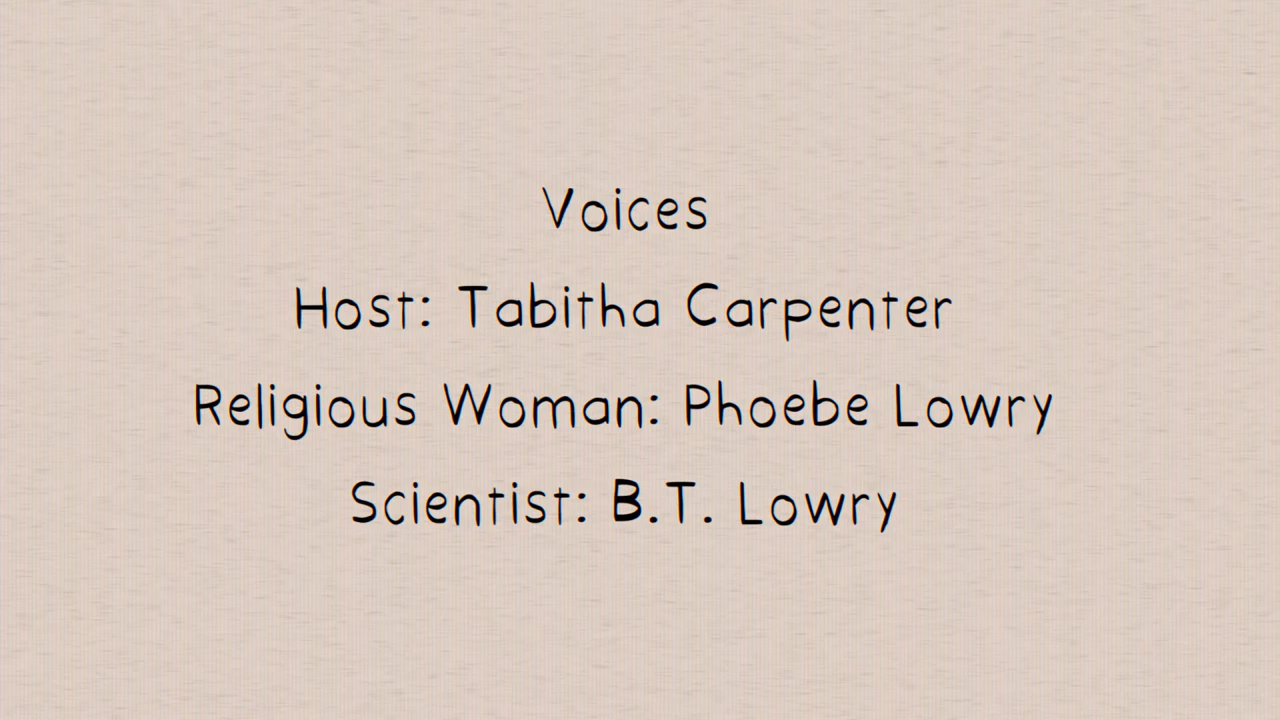 Voices
Host: Tabitha Carpenter
Religious Woman: Phoebe Lowry
Scientist: B.T. Lowry